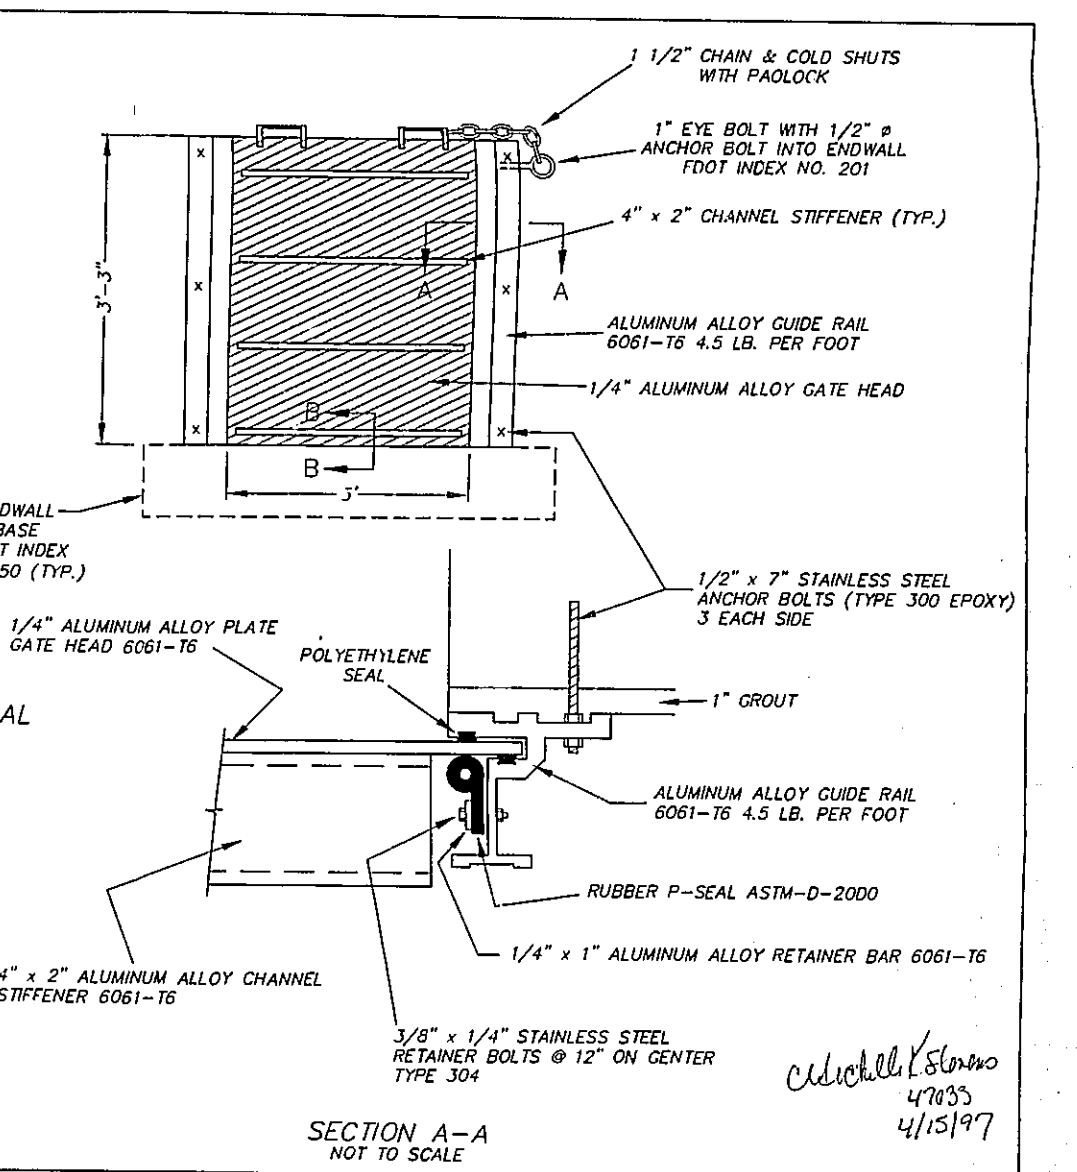 1 1/2" CHAIN & COLD SHUTS
WITH PAOLOCK
1" EYE BOLT WITH 1/2" ø
ANCHOR BOLT INTO ENDWALL
FDOT INDEX NO. 201
4" x 2" CHANNEL STIFFENER (TYP.)
3'-3"
A
A
ALUMINUM ALLOY GUIDE RAIL
6061-T6 4.5 LB. PER FOOT
1/4" ALUMINUM ALLOY GATE HEAD
B
B
3'
DWALL
BASE
T INDEX
50 (TYP.)
1/2" x 7" STAINLESS STEEL
ANCHOR BOLTS (TYPE 300 EPOXY)
3 EACH SIDE
1/4" ALUMINUM ALLOY PLATE
GATE HEAD 6061-T6
POLYETHYLENE
SEAL
1" GROUT
AL
ALUMINUM ALLOY GUIDE RAIL
6061-T6 4.5 LB. PER FOOT
RUBBER P-SEAL ASTM-D-2000
1/4" x 1" ALUMINUM ALLOY RETAINER BAR 6061-T6
4" x 2" ALUMINUM ALLOY CHANNEL
STIFFENER 6061-T6
3/8" x 1/4" STAINLESS STEEL
RETAINER BOLTS @ 12" ON CENTER
TYPE 304
47033
4/15/97
SECTION A-A
NOT TO SCALE